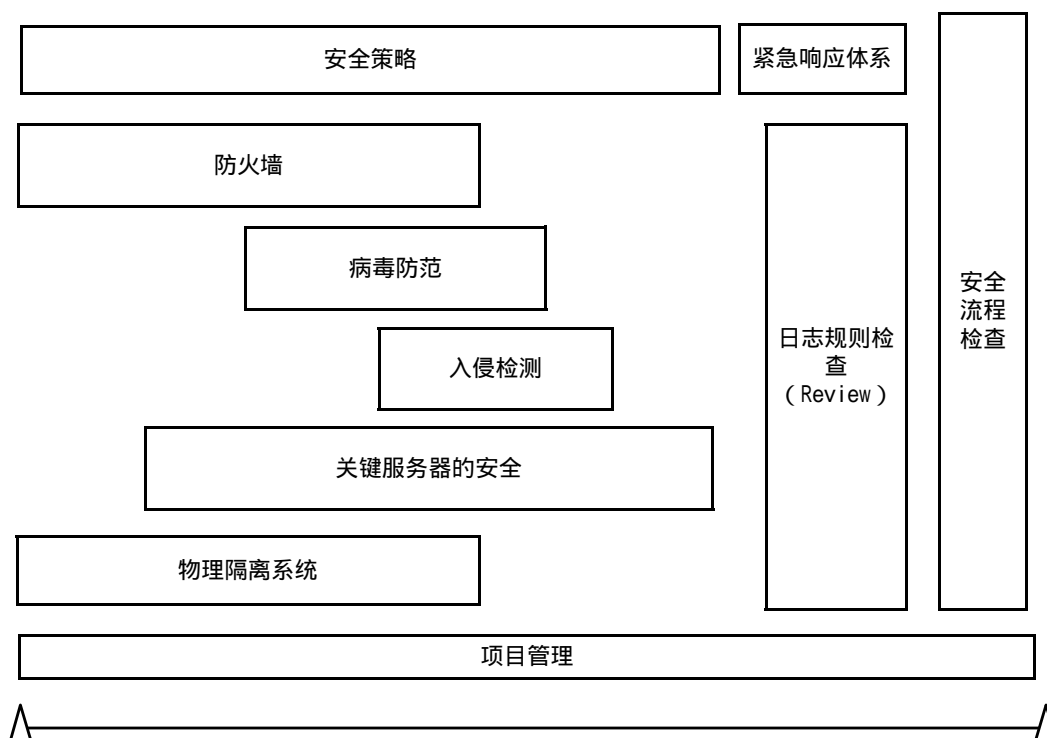 安全策略
紧急响应体系
防火墙
病毒防范
入侵检测
关键服务器的安全
物理隔离系统
日志规则检
查
（Review）
安全
流程
检查
项目管理